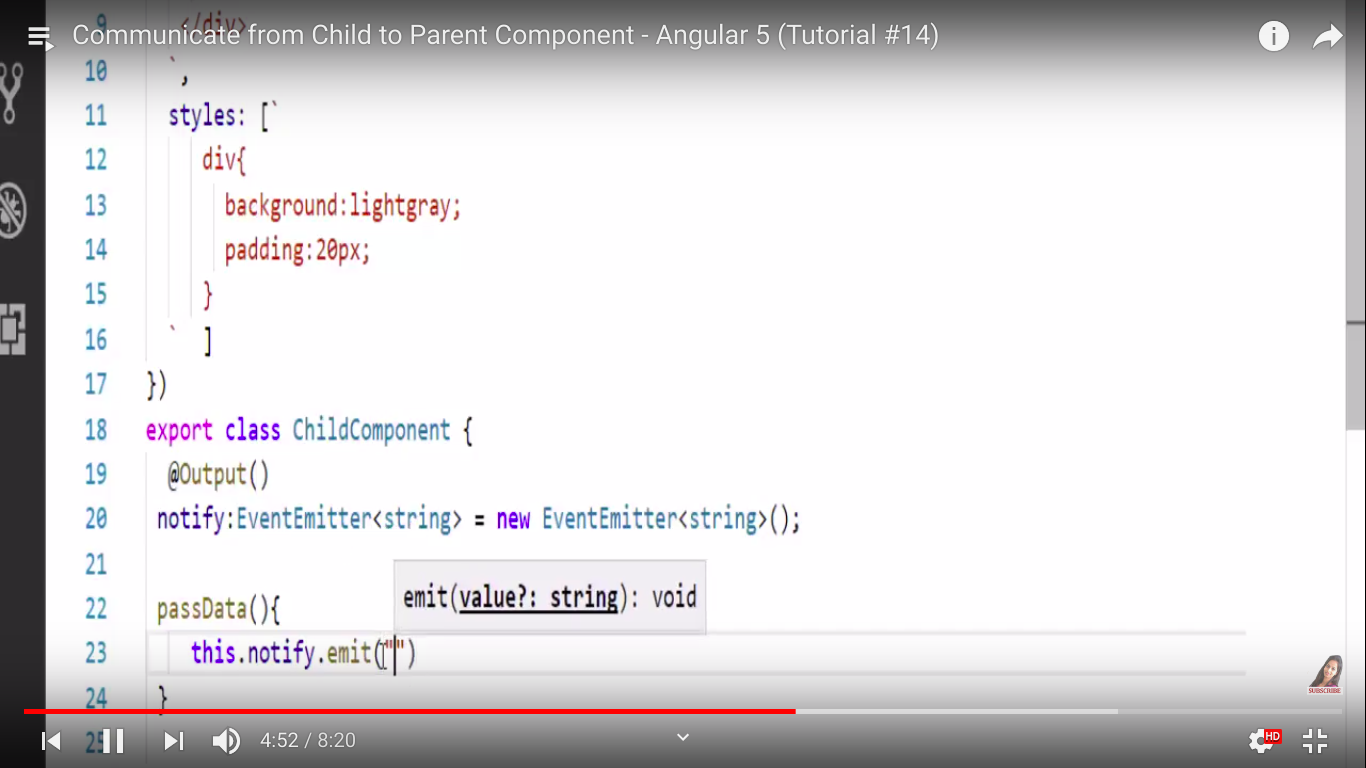 9 </div>
Communicate from Child to Parent Component - Angular 5 (Tutorial #14)
10 `,
11 styles: [`
12 div{
13 background:lightgray;
14 padding:20px;
15 }
16 ` ]
17 })
18 export class ChildComponent {
19 @Output()
20 notify:EventEmitter<string> = new EventEmitter<string>();
21
emit(value?: string): void
22 passData(){
23 this.notify.emit("")
24 }
SUBSCRIBE
25
4:52 / 8:20
HD